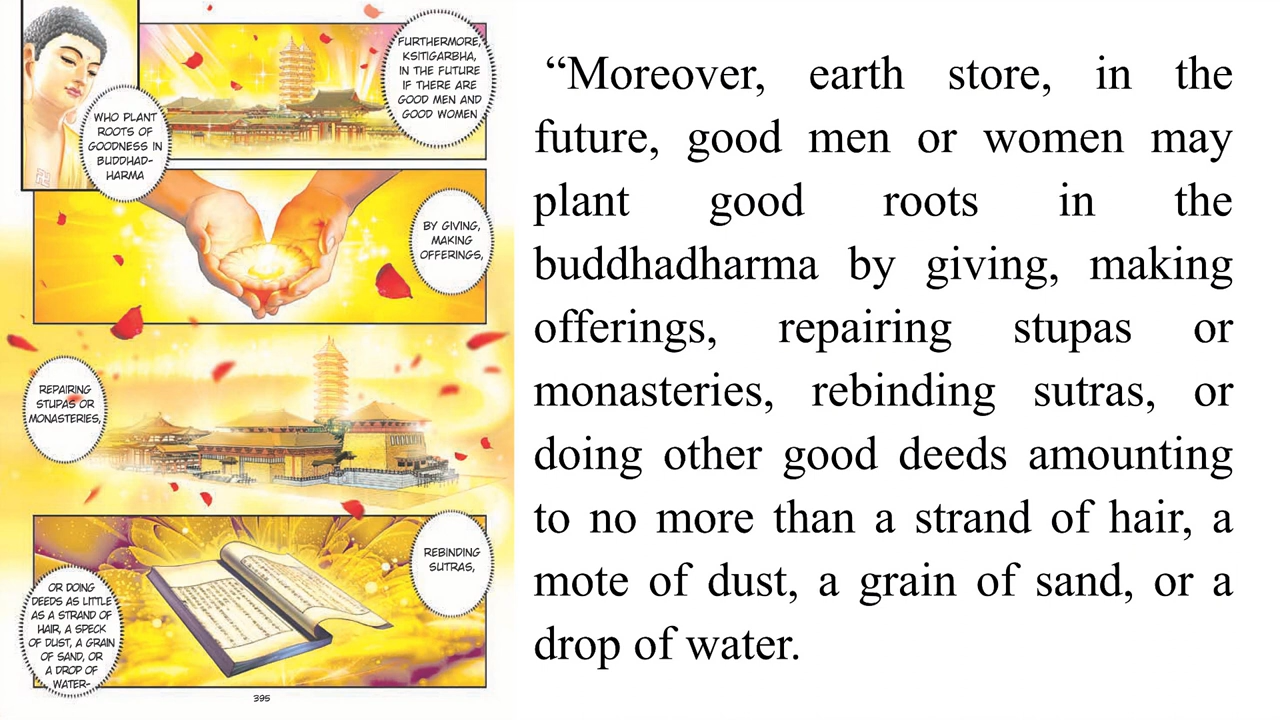 FURTHERMORE,
KSITIGARBHA,
IN THE FUTURE
IF THERE ARE
GOOD MEN AND
GOOD WOMEN
WHO PLANT
ROOTS OF
GOODNESS IN
BUDDHAD-
HARMA
BY GIVING,
MAKING
OFFERINGS,
REPAIRING
STUPAS OR
MONASTERIES,
REBINDING
SUTRAS,
OR DOING
DEEDS AS LITTLE
AS A STRAND OF
HAIR, A SPECK
OF DUST, A GRAIN
OF SAND, OR
A DROP OF
WATER-
395
“Moreover, earth store, in the
future, good men or women may
plant good roots in the
buddhadharma by giving, making
offerings, repairing stupas or
monasteries, rebinding sutras, or
doing other good deeds amounting
to no more than a strand of hair, a
mote of dust, a grain of sand, or a
drop of water.